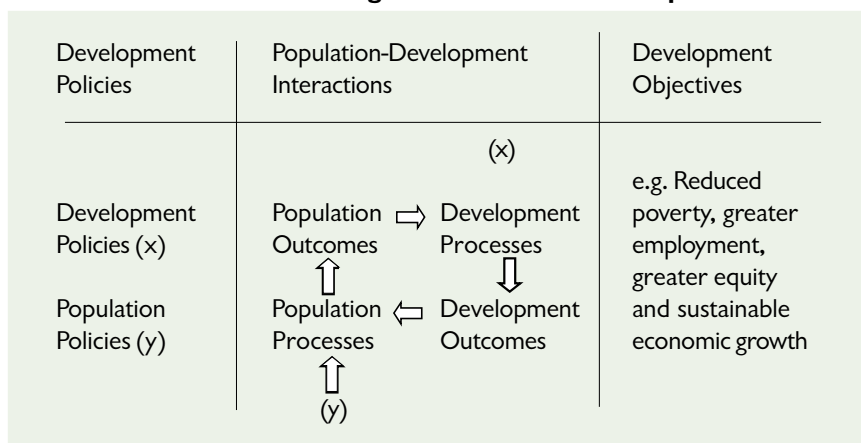 Development Policies
Population-Development Interactions
Development Objectives
(x)
Development Policies (x)
Population Outcomes
Development Processes
Population Policies (y)
Population Processes
Development Outcomes
(y)
e.g. Reduced
poverty, greater
employment,
greater equity
and sustainable
economic growth